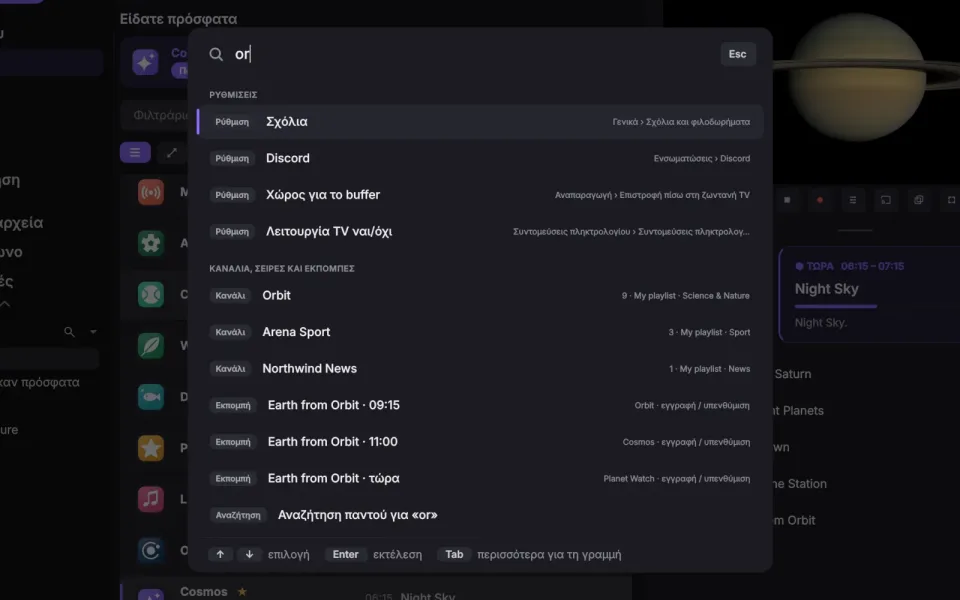 Είδατε πρόσφατα
or
Esc
ΡΥΘΜΙΣΕΙΣ
Ρύθμιση Σχόλια Γενικά › Σχόλια και φιλοδωρήματα
Ρύθμιση Discord Ενσωματώσεις › Discord
Ρύθμιση Χώρος για το buffer Αναπαραγωγή › Επιστροφή πίσω στη ζωντανή TV
Ρύθμιση Λειτουργία TV ναι/όχι Συντομεύσεις πληκτρολογίου › Συντομεύσεις πληκτρολογ...
ΚΑΝΑΛΙΑ, ΣΕΙΡΕΣ ΚΑΙ ΕΚΠΟΜΠΕΣ
Κανάλι Orbit 9 · My playlist · Science & Nature
Κανάλι Arena Sport 3 · My playlist · Sport
Κανάλι Northwind News 1 · My playlist · News
Εκπομπή Earth from Orbit · 09:15 Orbit · εγγραφή / υπενθύμιση
Εκπομπή Earth from Orbit · 11:00 Cosmos · εγγραφή / υπενθύμιση
Εκπομπή Earth from Orbit · τώρα Planet Watch · εγγραφή / υπενθύμιση
Αναζήτηση Αναζήτηση παντού για «or»
↑ ↓ επιλογή Enter εκτέλεση Tab περισσότερα για τη γραμμή
Cosmos 06:15 Night Sky
ΤΩΡΑ 06:15 – 07:15
Night Sky
Night Sky.
Saturn
Planets
Station
Orbit
πρόσφατα